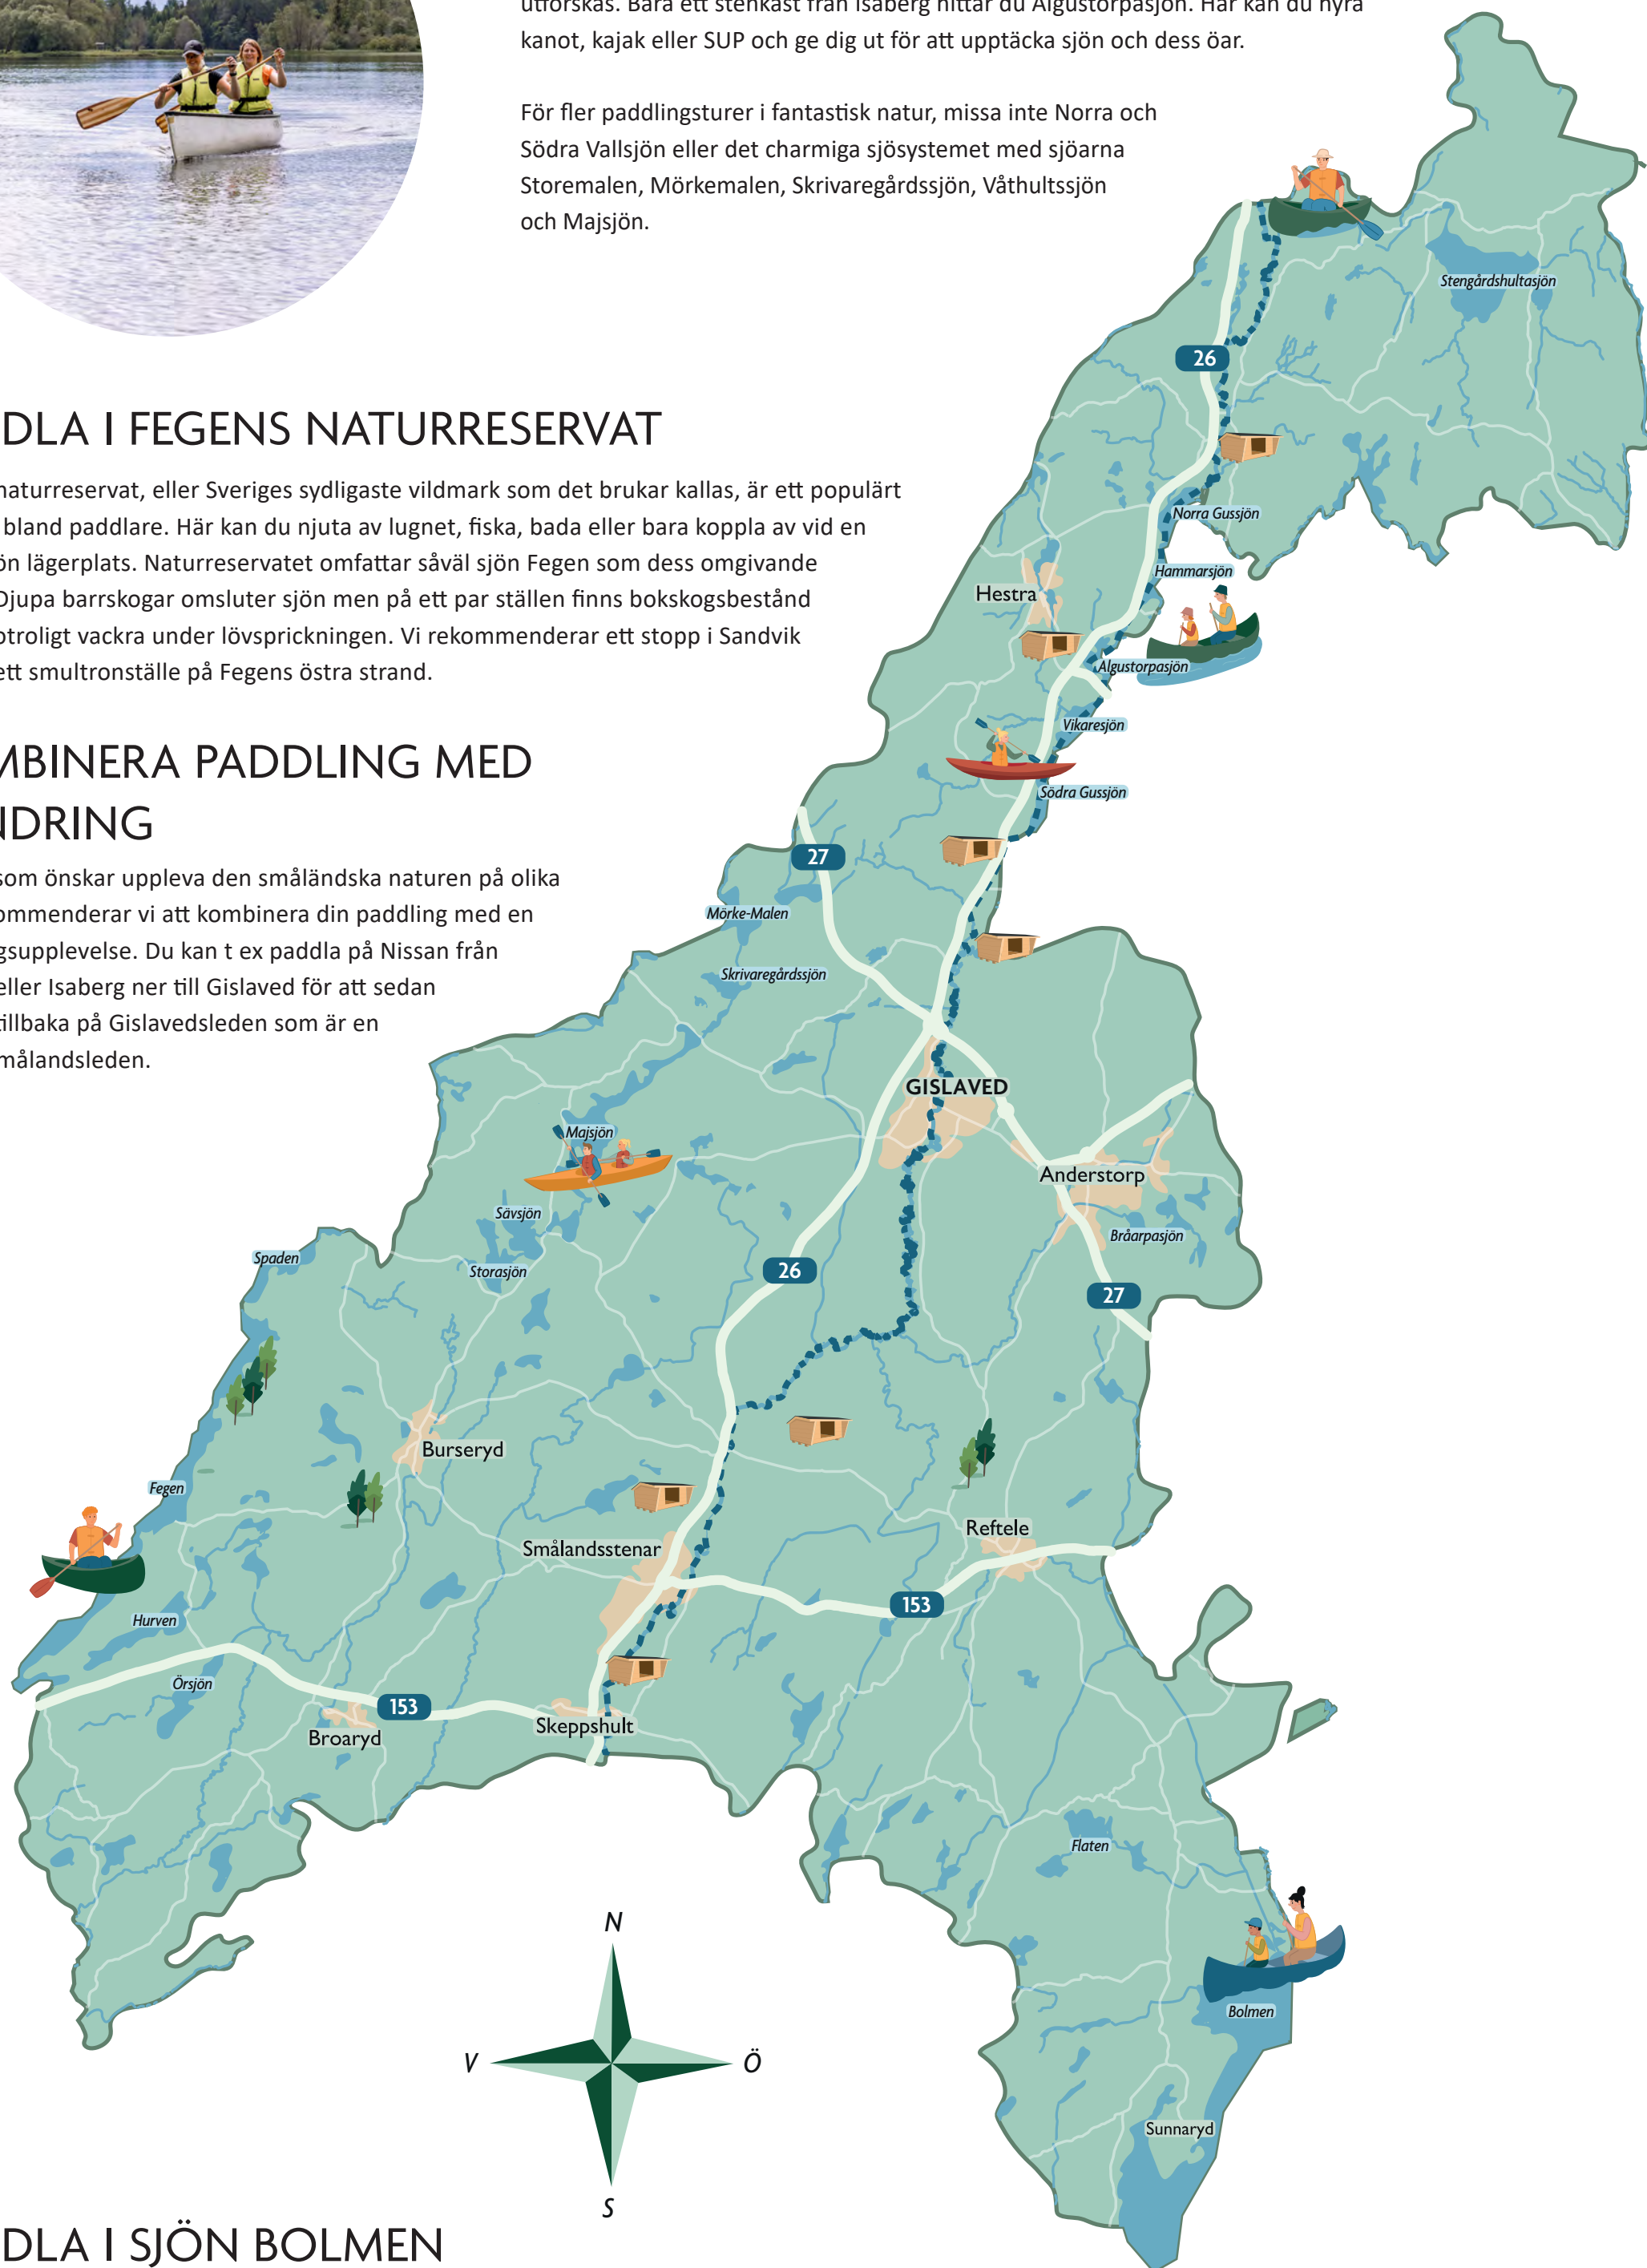 utforskas. Bara ett stenkast från Isaberg hittar du Algustorpasjön. Här kan du hyra
kanot, kajak eller SUP och ge dig ut för att upptäcka sjön och dess öar.
För fler paddlingsturer i fantastisk natur, missa inte Norra och
Södra Vallsjön eller det charmiga sjösystemet med sjöarna
Storemalen, Mörkemalen, Skrivaregårdssjön, Våthultssjön
och Majsjön.
DLA I FEGENS NATURRESERVAT
naturreservat, eller Sveriges sydligaste vildmark som det brukar kallas, är ett populärt
bland paddlare. Här kan du njuta av lugnet, fiska, bada eller bara koppla av vid en
ön lägerplats. Naturreservatet omfattar såväl sjön Fegen som dess omgivande
Djupa barrskogar omsluter sjön men på ett par ställen finns bokskogsbestånd
otroligt vackra under lövsprickningen. Vi rekommenderar ett stopp i Sandvik
ett smultronställe på Fegens östra strand.
MBINERA PADDLING MED
NDRING
som önskar uppleva den småländska naturen på olika
ommenderar vi att kombinera din paddling med en
gsupplevelse. Du kan t ex paddla på Nissan från
eller Isaberg ner till Gislaved för att sedan
tillbaka på Gislavedsleden som är en
målandsleden.
Stengårdshultasjön
26
Norra Gussjön
Hammarsjön
Hestra
Algustorpasjön
Vikaresjön
Södra Gussjön
27
Mörke-Malen
Skrivaregårdssjön
GISLAVED
Majsjön
Anderstorp
Sävsjön
Bråarpasjön
Spaden
Storasjön
26
27
Burseryd
Fegen
Reftele
Smålandsstenar
153
Hurven
Örsjön
153
Skeppshult
Broaryd
Flaten
N
Bolmen
V
Ö
Sunnaryd
S
DLA I SJÖN BOLMEN